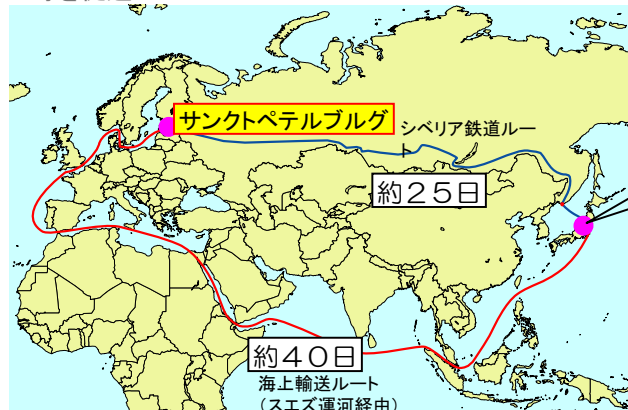 サンクトペテルブルグ
シベリア鉄道ルー
ト
約２５日
約４０日
海上輸送ルート
（スエズ運河経由）